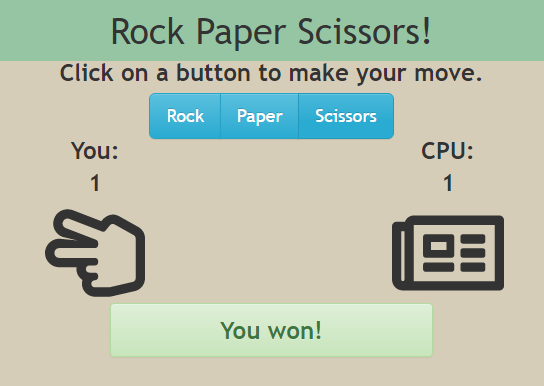 Rock Paper Scissors!
Click on a button to make your move.
Rock Paper Scissors
You: CPU:
1 1
You won!